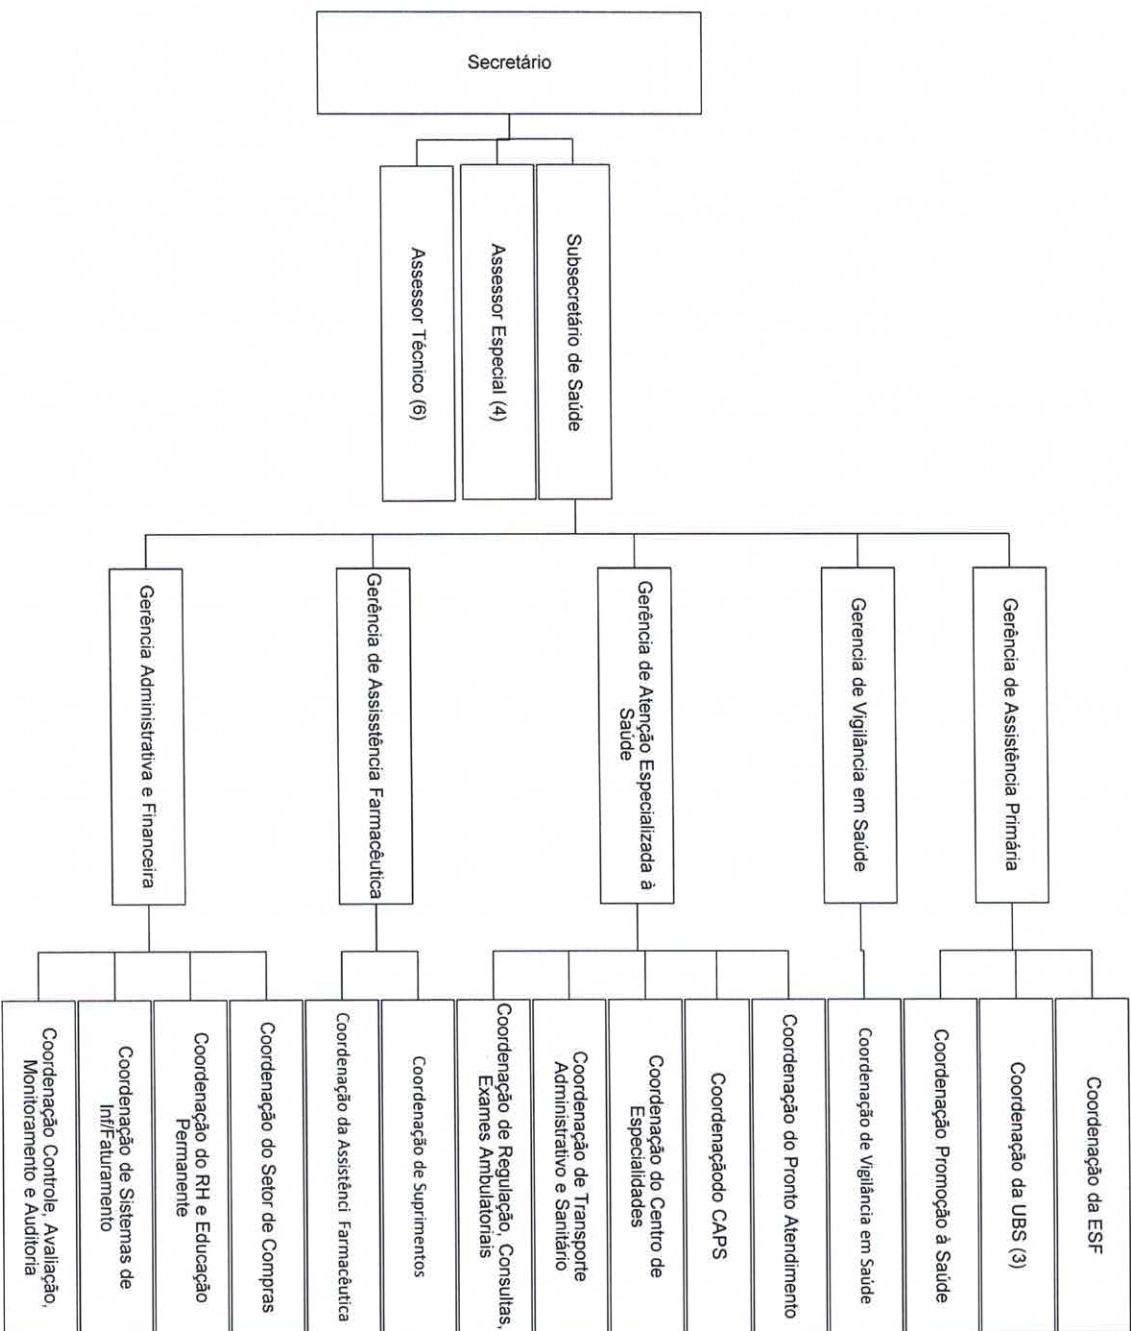 Secretário
Subsecretário de Saúde
Assessor Especial (4)
Assessor Técnico (6)
Gerência de Assistência Primária
Gerencia de Vigilância em Saúde
Gerência de Atenção Especializada à
Saúde
Gerência de Assisstência Farmacêutica
Gerência Administrativa e Financeira
Coordenação da ESF
Coordenação da UBS (3)
Coordenação Promoção à Saúde
Coordenação de Vigilância em Saúde
Coordenação do Pronto Atendimento
Coordenaçãodo CAPS
Coordenação do Centro de
Especialidades
Coordenação de Transporte
Administrativo e Sanitário
Coordenação de Regulação, Consultas,
Exames Ambulatoriais
Coordenação de Suprimentos
Coordenação da Assistênci Farmacêutica
Coordenação do Setor de Compras
Coordenação do RH e Educação
Permanente
Coordenação de Sistemas de
Inf/Faturamento
Coordenação Controle, Avaliação,
Monitoramento e Auditoria